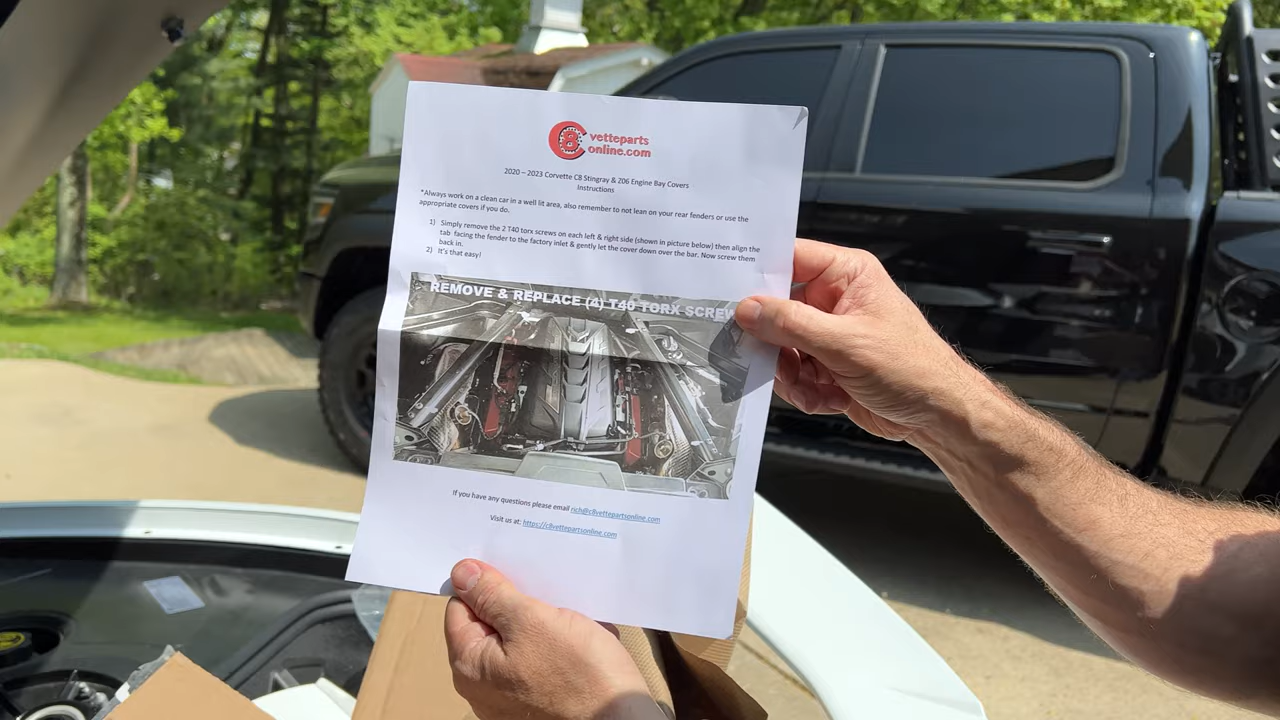 C8 vetteparts
online.com
2020 – 2023 Corvette C8 Stingray & Z06 Engine Bay Covers
Instructions
*Always work on a clean car in a well lit area, also remember to not lean on your rear fenders or use the
appropriate covers if you do.
1) Simply remove the 2 T40 torx screws on each left & right side (shown in picture below) then align the
tab facing the fender to the factory inlet & gently let the cover down over the bar. Now screw them
back in.
2) It's that easy!
REMOVE & REPLACE (4) T40 TORX SCREW
If you have any questions please email rich@c8vettepartsonline.com
Visit us at: https://c8vettepartsonline.com